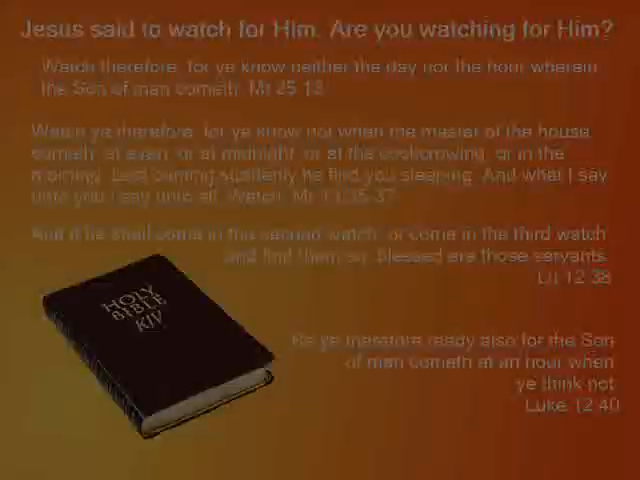 Jesus said to watch for Him. Are you watching for Him?
Watch therefore, for ye know neither the day nor the hour wherein
the Son of man cometh. Mt 25:13
Watch ye therefore, for ye know not when the master of the house
cometh, at even, or at midnight, or at the cockcrowing, or in the
morning. Lest coming suddenly he find you sleeping. And what I say
unto you I say unto all, Watch. Mr 13:35-37
And if he shall come in the second watch, or come in the third watch
and find them so, blessed are those servants.
Lu 12:38
HOLY
BIBLE
KJV
Be ye therefore ready also for the Son
of man cometh at an hour when
ye think not
Luke 12:40